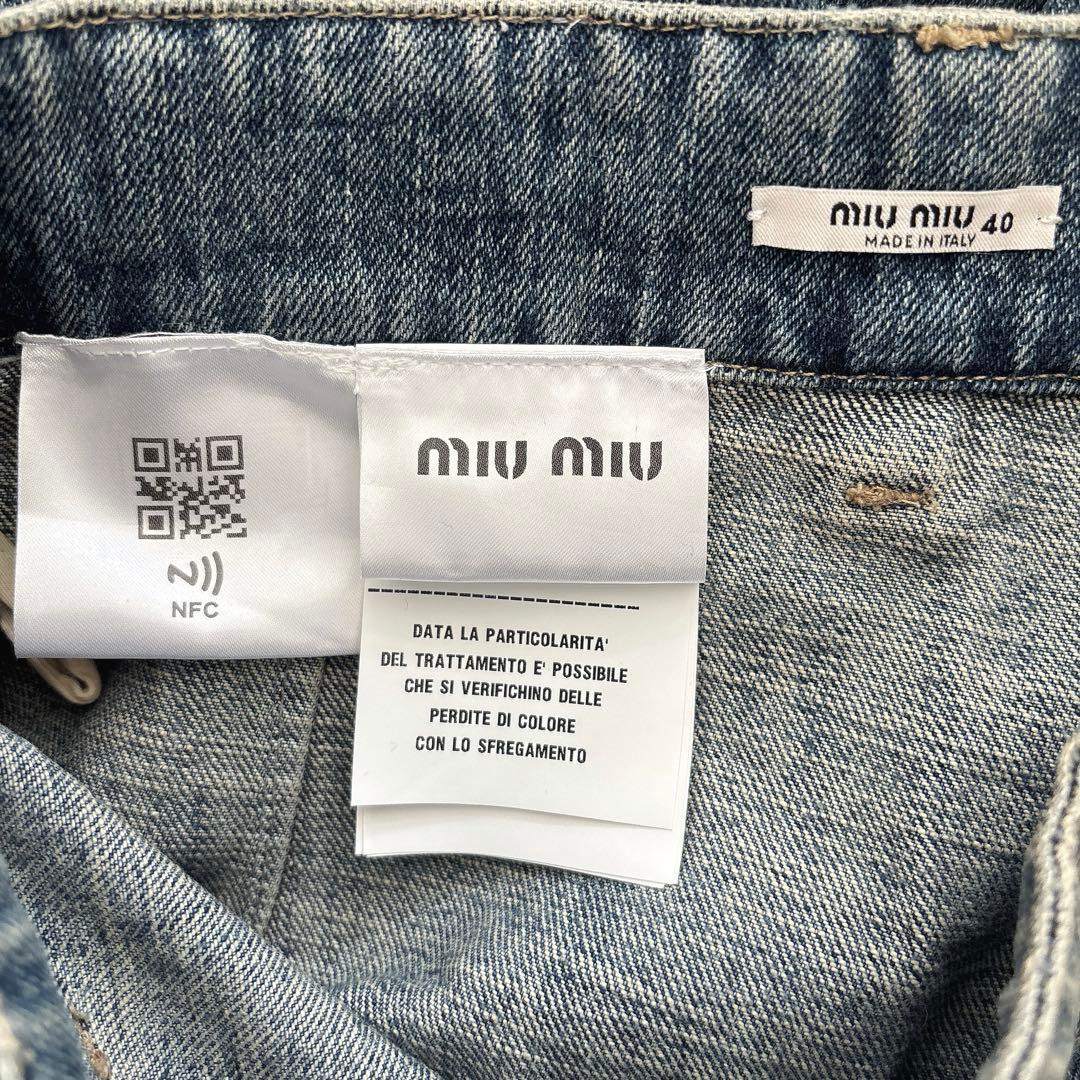 MIU MIU 40
MADE IN ITALY
MIU MIU
NFC
DATA LA PARTICOLARITA'
DEL TRATTAMENTO E' POSSIBILE
CHE SI VERIFICHINO DELLE
PERDITE DI COLORE
CON LO SFREGAMENTO